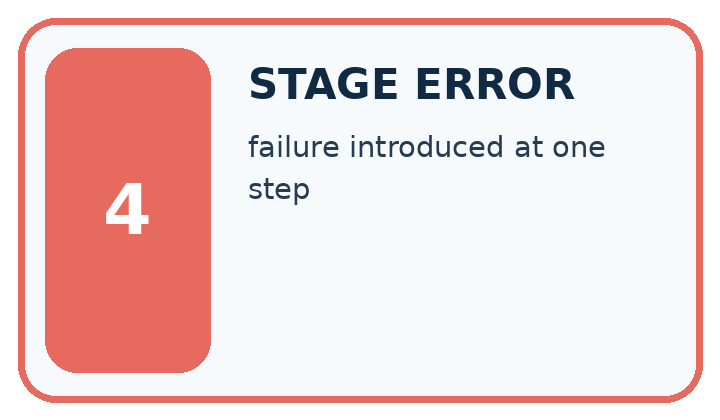 4
STAGE ERROR
failure introduced at one
step